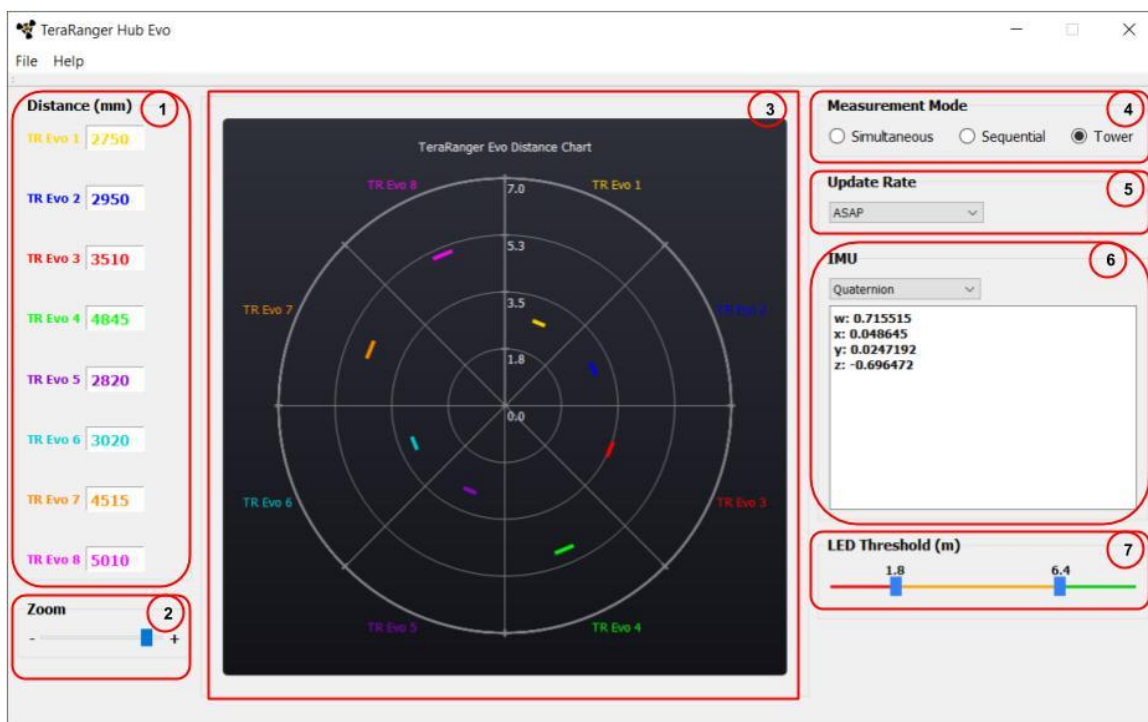 TeraRanger Hub Evo
File Help
Distance (mm) 1
TR Evo 1 2750
TR Evo 2 2950
TR Evo 3 3510
TR Evo 4 4845
TR Evo 5 2820
TR Evo 6 3020
TR Evo 7 4515
TR Evo 8 5010
Zoom 2
- +
3
TeraRanger Evo Distance Chart
TR Evo 8 7.0 TR Evo 1
5.3
TR Evo 7 3.5 TR Evo 2
1.8
0.0
TR Evo 6 TR Evo 3
TR Evo 5 TR Evo 4
Measurement Mode 4
Simultaneous Sequential Tower
Update Rate 5
ASAP
IMU 6
Quaternion
w: 0.715515
x: 0.048645
y: 0.0247192
z: -0.696472
LED Threshold (m) 7
1.8 6.4